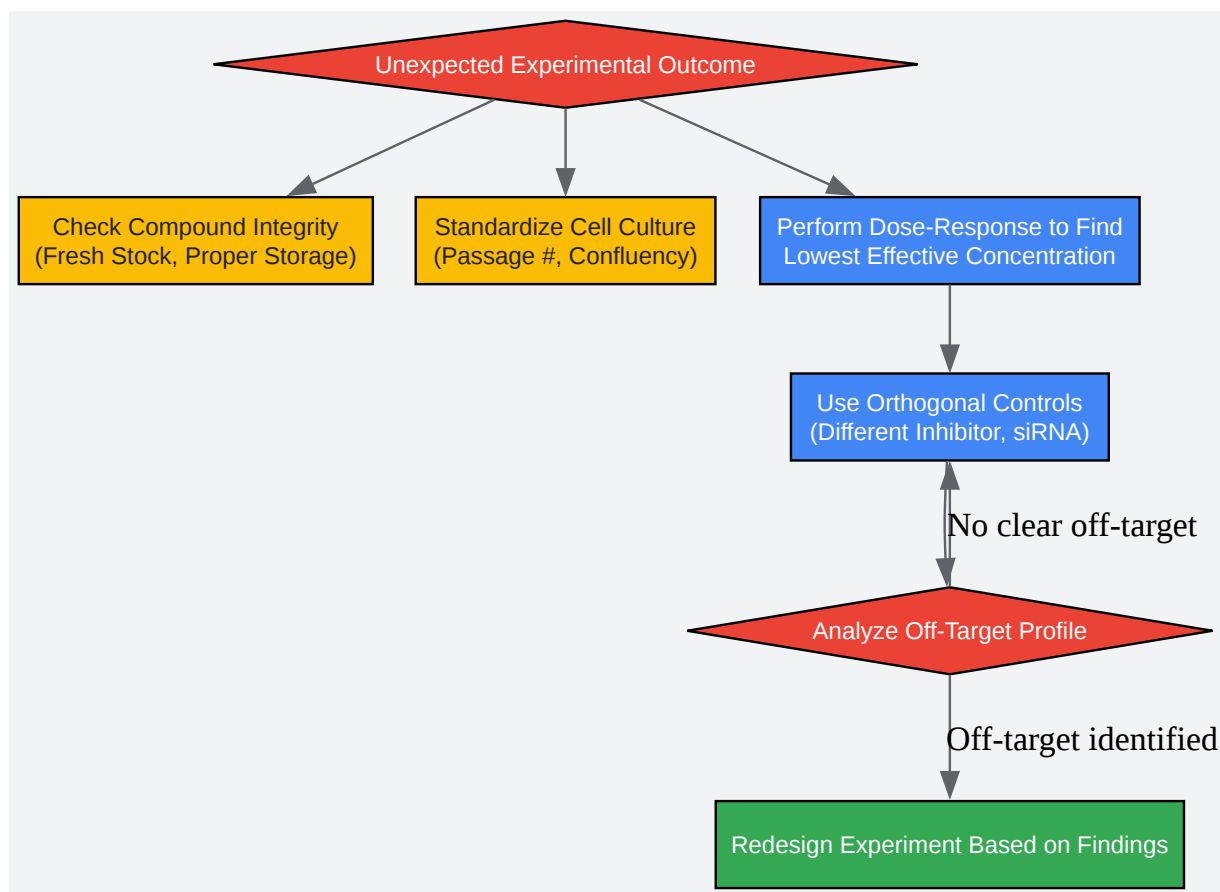 Unexpected Experimental Outcome
Check Compound Integrity
(Fresh Stock, Proper Storage)
Standardize Cell Culture
(Passage #, Confluency)
Perform Dose-Response to Find
Lowest Effective Concentration
Use Orthogonal Controls
(Different Inhibitor, siRNA)
No clear off-target
Analyze Off-Target Profile
Off-target identified
Redesign Experiment Based on Findings